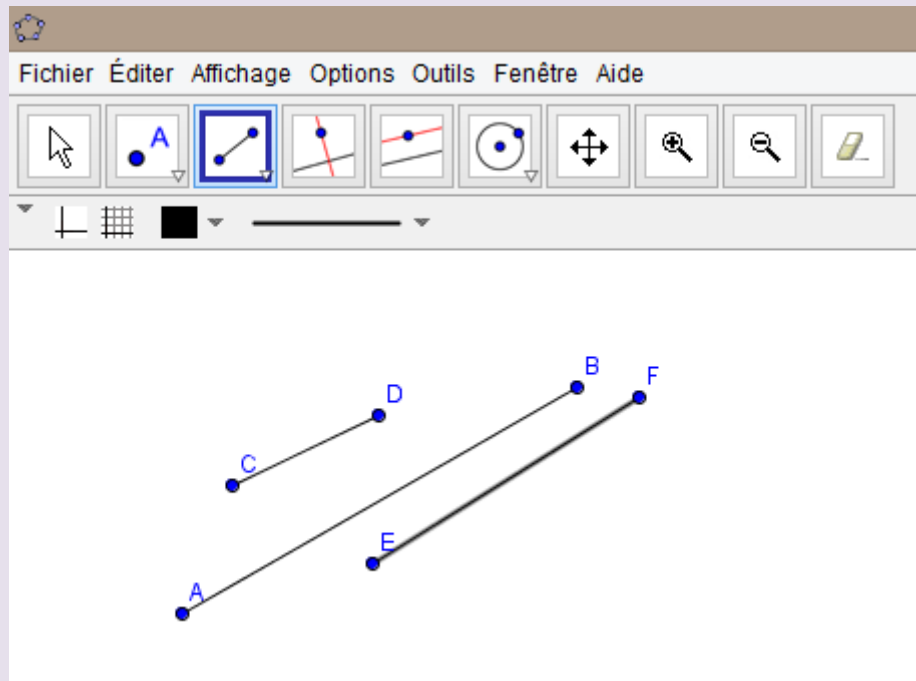 Fichier Éditer Affichage Options Outils Fenêtre Aide
A
B
F
D
C
E
A